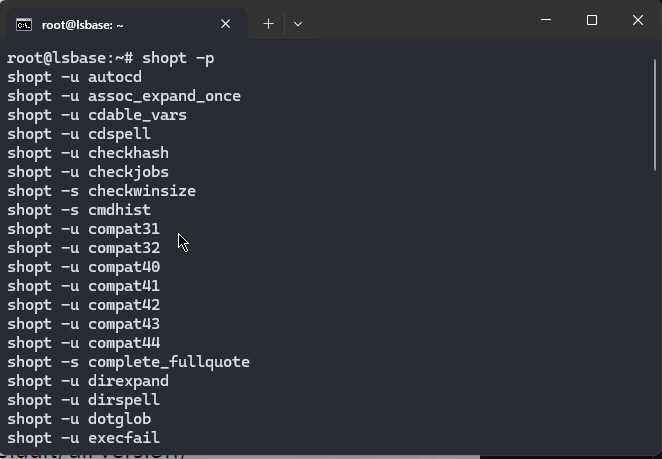 root@lsbase: ~
root@lsbase:~# shopt -p
shopt -u autocd
shopt -u assoc_expand_once
shopt -u cdable_vars
shopt -u cdspell
shopt -u checkhash
shopt -u checkjobs
shopt -s checkwinsize
shopt -s cmdhist
shopt -u compat31
shopt -u compat32
shopt -u compat40
shopt -u compat41
shopt -u compat42
shopt -u compat43
shopt -u compat44
shopt -s complete_fullquote
shopt -u direxpand
shopt -u dirspell
shopt -u dotglob
shopt -u execfail